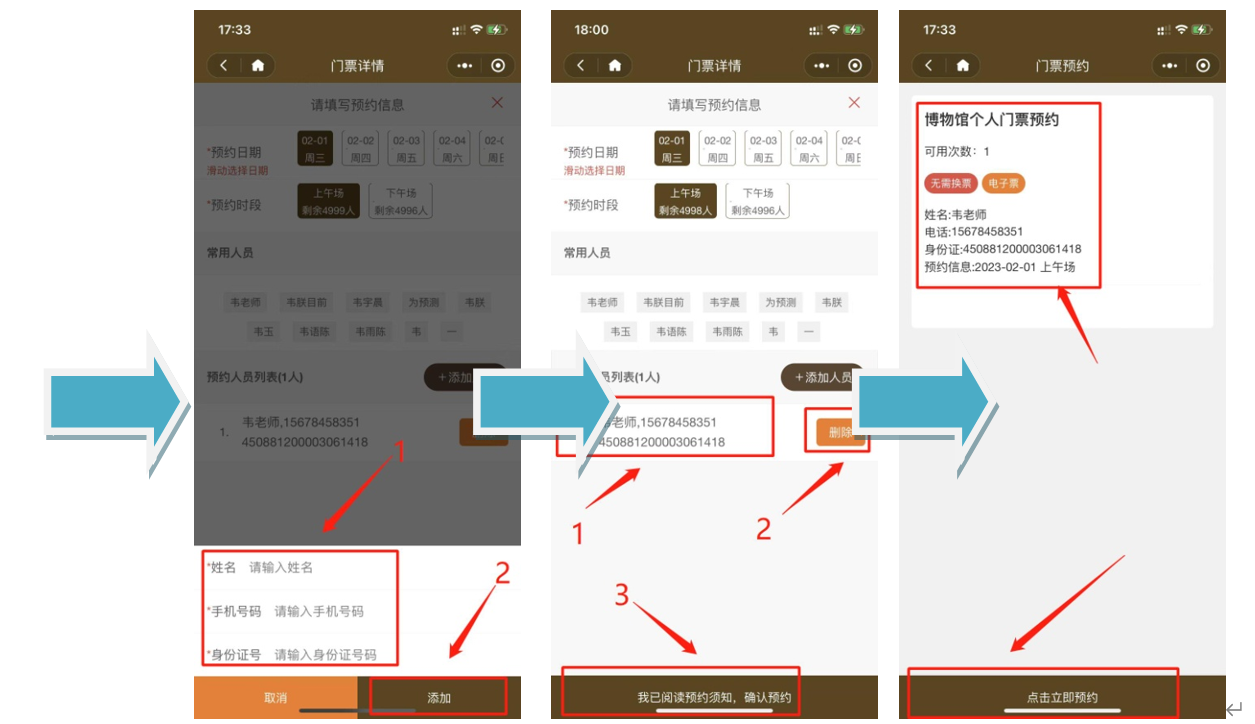 17:33
门票详情
请填写预约信息
*预约日期
滑动选择日期
02-01
周三
02-02
周四
02-03
周五
02-04
周六
*预约时段
上午场
剩余4999人
下午场
剩余4996人
常用人员
韦老师 韦朕目前 韦宇晨 为预测 韦朕
韦玉 韦语陈 韦雨陈 韦 一
预约人员列表(1人)
+添加
1. 韦老师,15678458351
450881200003061418
1
*姓名 请输入姓名
2
*手机号码 请输入手机号码
*身份证号 请输入身份证号码
取消 添加
18:00
门票详情
请填写预约信息
*预约日期
滑动选择日期
02-01
周三
02-02
周四
02-03
周五
02-04
周六
*预约时段
上午场
剩余4998人
下午场
剩余4996人
常用人员
韦老师 韦朕目前 韦宇晨 为预测 韦朕
韦玉 韦语陈 韦雨陈 韦 一
员列表(1人)
+添加人员
韦老师,15678458351
450881200003061418
删除
1
2
3
我已阅读预约须知，确认预约
17:33
门票预约
博物馆个人门票预约
可用次数：1
无需换票 电子票
姓名:韦老师
电话:15678458351
身份证:450881200003061418
预约信息:2023-02-01 上午场
点击立即预约